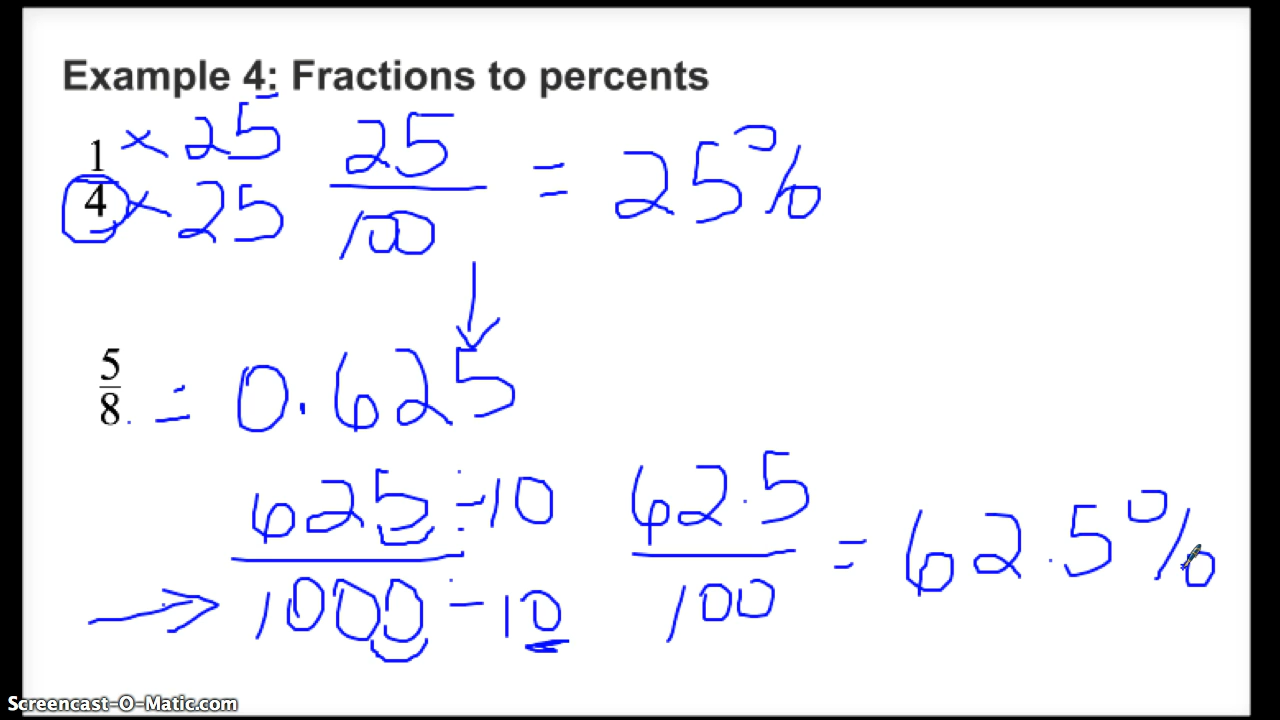 Example 4: Fractions to percents
1/4 × 25/× 25 25/100 = 25%
5/8 = 0.625
625 ÷ 10/1000 ÷ 10 62.5/100 = 62.5%
Screencast-O-Matic.com